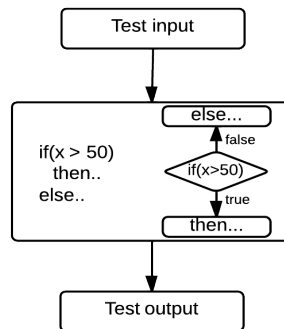 Test input
if(x > 50)
then..
else..
else...
false
if(x>50)
true
then...
Test output